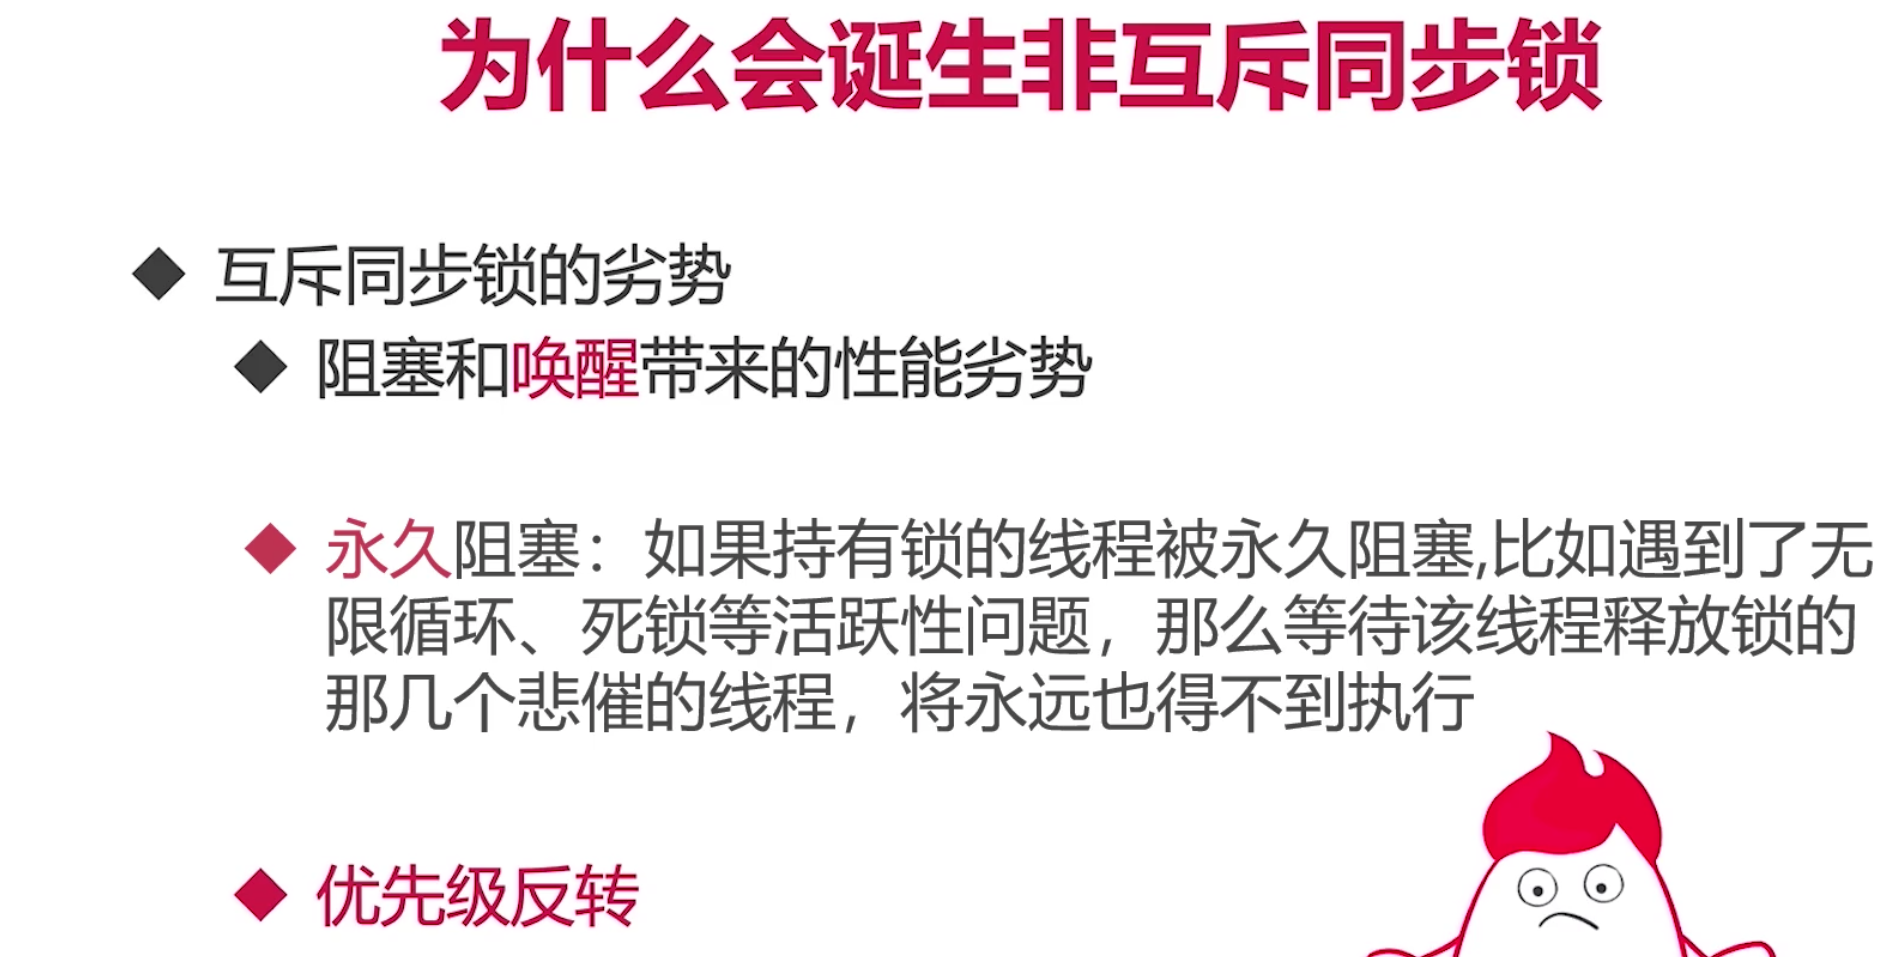 为什么会诞生非互斥同步锁
互斥同步锁的劣势
阻塞和唤醒带来的性能劣势
永久阻塞：如果持有锁的线程被永久阻塞,比如遇到了无
限循环、死锁等活跃性问题，那么等待该线程释放锁的
那几个悲催的线程，将永远也得不到执行
优先级反转